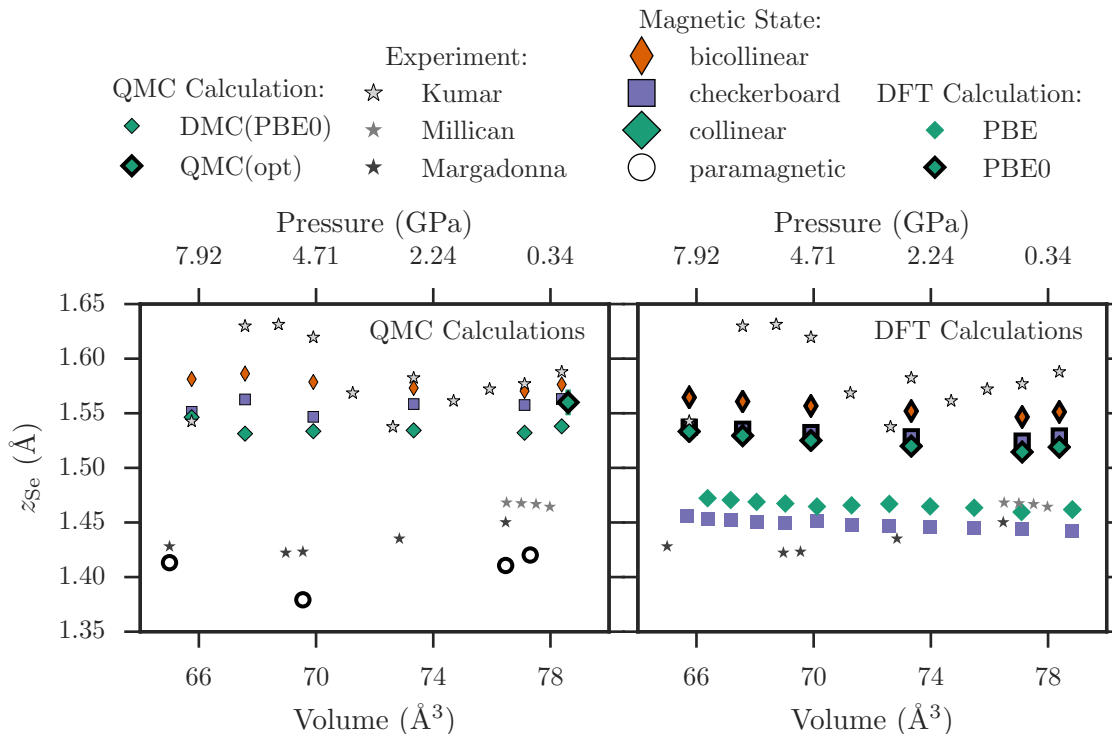 Magnetic State:
Experiment:
bicollinear
QMC Calculation:
Kumar
checkerboard
DFT Calculation:
DMC(PBE0)
Millican
collinear
PBE
QMC(opt)
Margadonna
paramagnetic
PBE0
Pressure (GPa)
Pressure (GPa)
7.92 4.71 2.24 0.34
7.92 4.71 2.24 0.34
1.65
QMC Calculations
DFT Calculations
1.60
1.55
1.50
1.45
1.40
1.35
z_Se (Å)
66 70 74 78
66 70 74 78
Volume (Å³)
Volume (Å³)